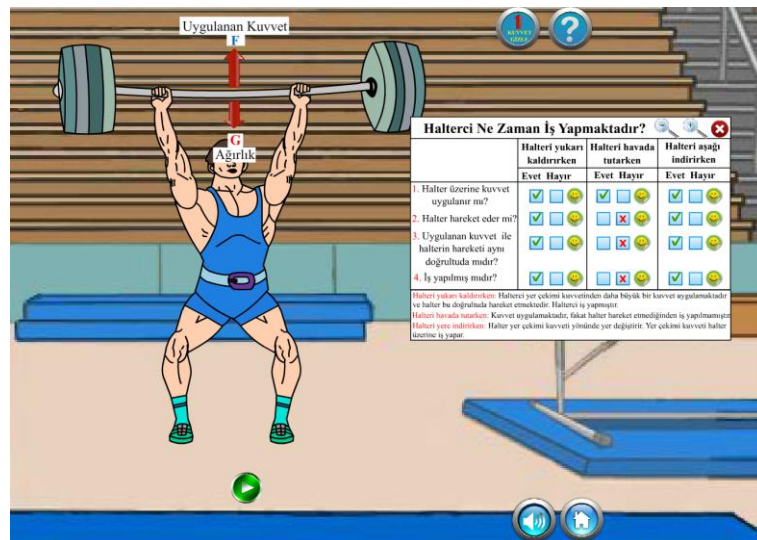 Uygulanan Kuvvet
F
G
Ağırlık
1
KUVVET
GİZLE
?
Halterci Ne Zaman İş Yapmaktadır?
Halteri yukarı kaldırırken
Halteri havada tutarken
Halteri aşağı indirirken
Evet Hayır
Evet Hayır
Evet Hayır
1. Halter üzerine kuvvet
uygulanır mı?
2. Halter hareket eder mi?
3. Uygulanan kuvvet ile
halterin hareketi aynı
doğrultuda mıdır?
4. İş yapılmış mıdır?
Halteri yukarı kaldırırken: Halterci yer çekimi kuvvetinden daha büyük bir kuvvet uygulamaktadır
ve halter bu doğrultuda hareket etmektedir. Halterci iş yapmıştır.
Halteri havada tutarken: Kuvvet uygulamaktadır, fakat halter hareket etmediğinden iş yapılmamıştır
Halteri yere indirirken: Halter yer çekimi kuvveti yönünde yer değiştirir. Yer çekimi kuvveti halter
üzerine iş yapar.